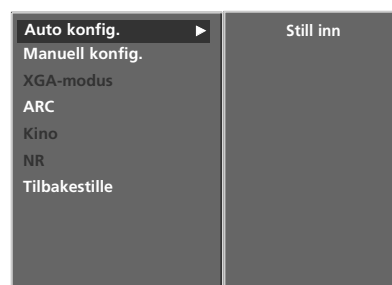 Auto konfig. ▶
Manuell konfig.
XGA-modus
ARC
Kino
NR
Tilbakestille
Still inn